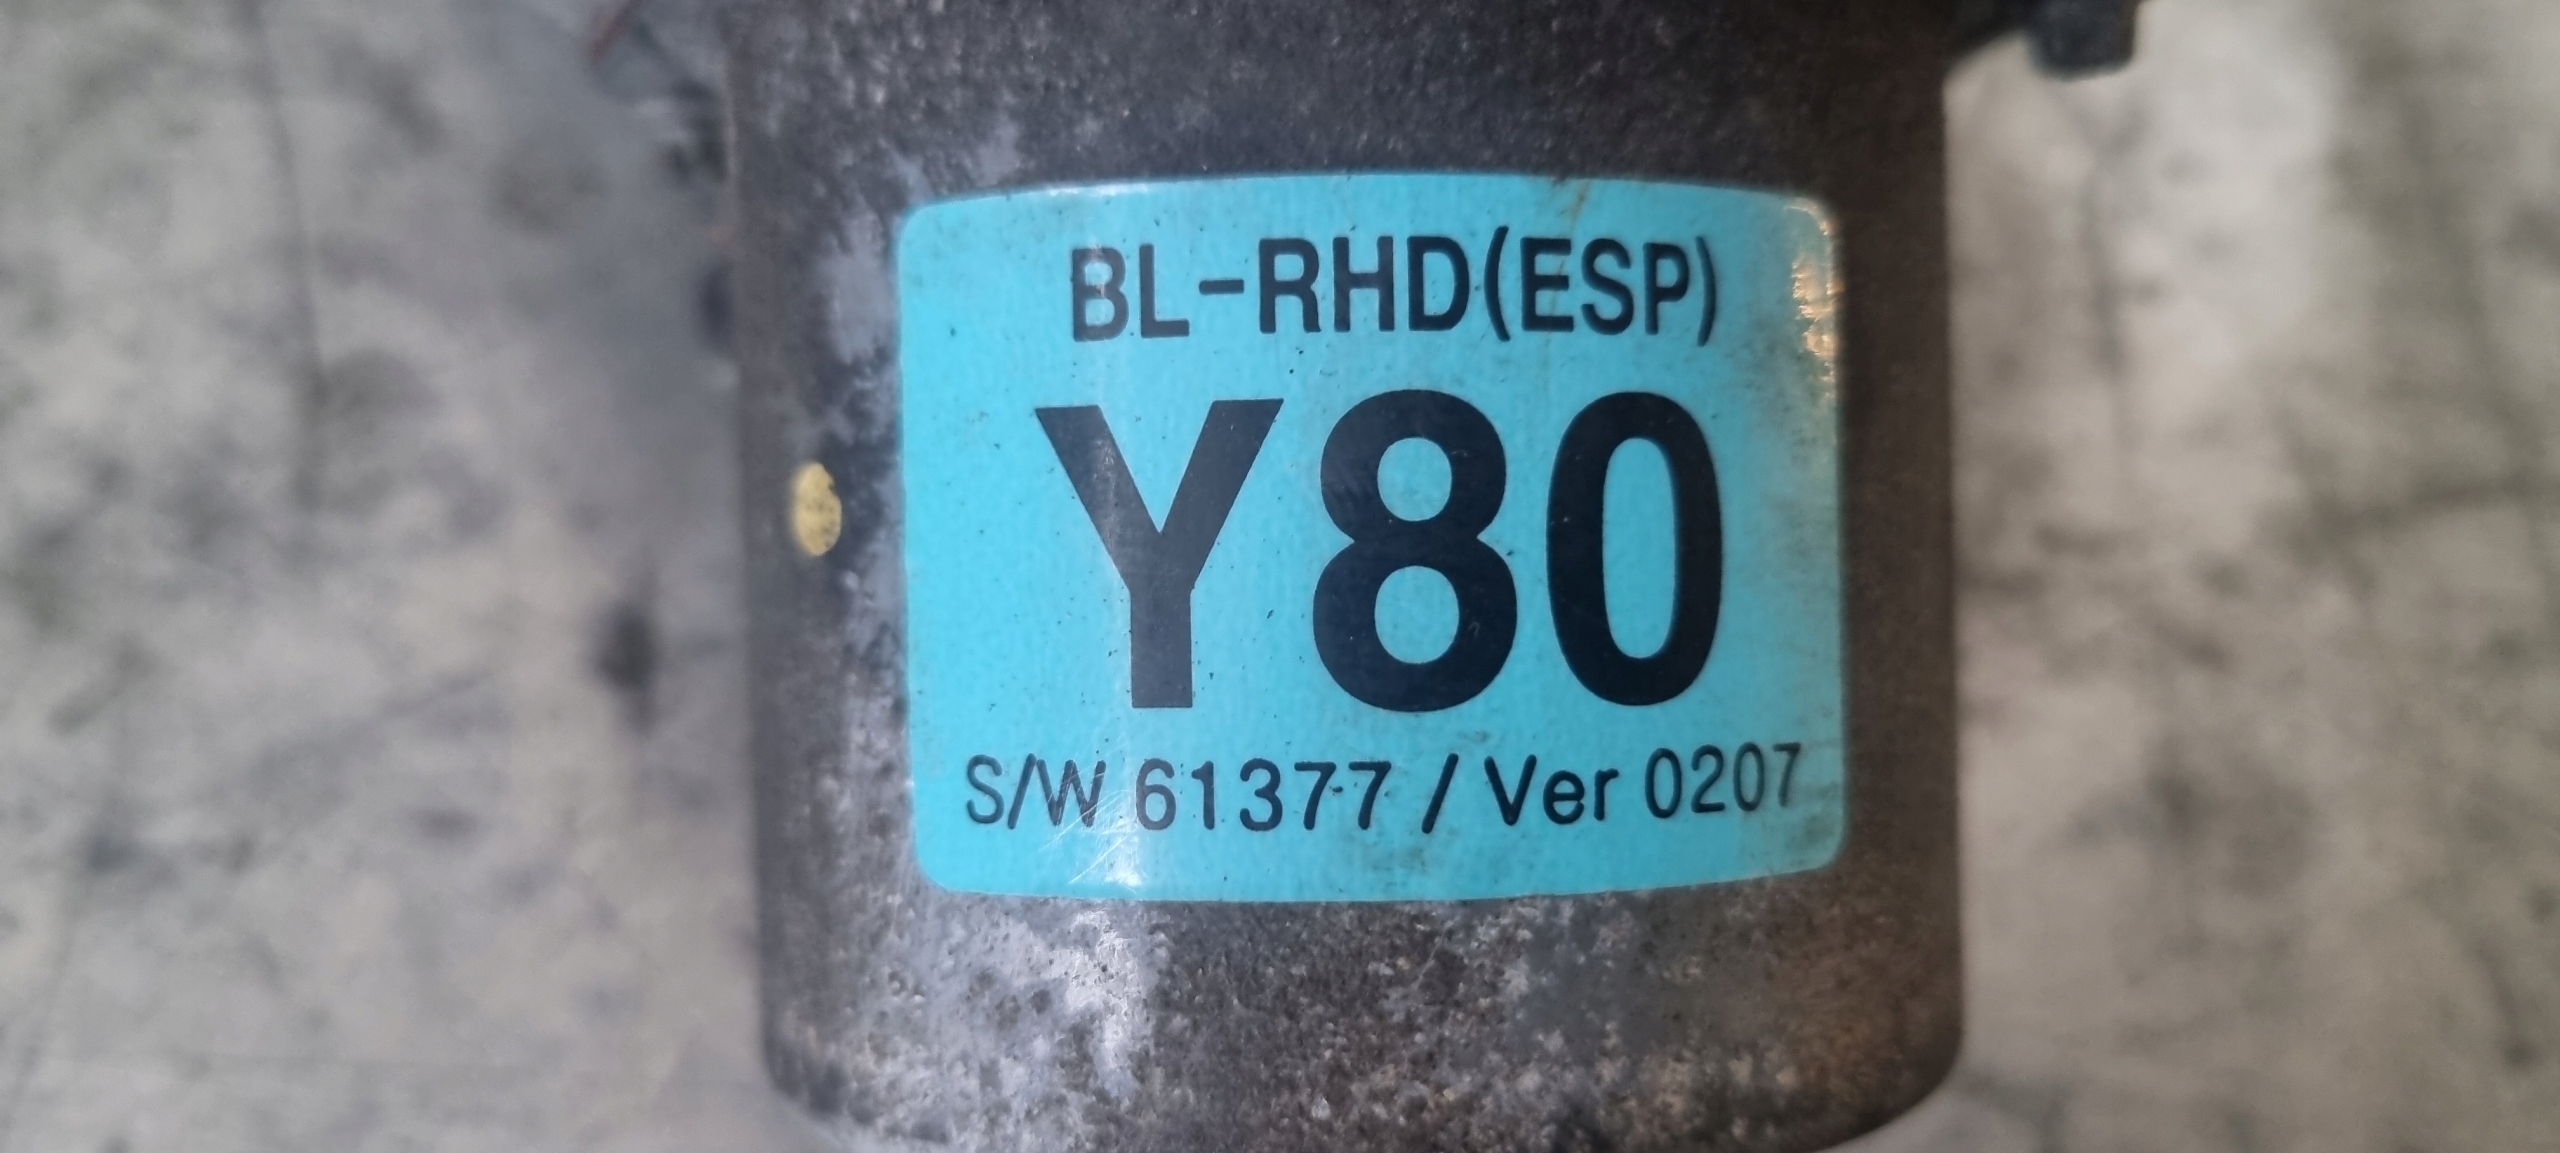 BL-RHD(ESP)
Y80
S/W 61377 / Ver 0207